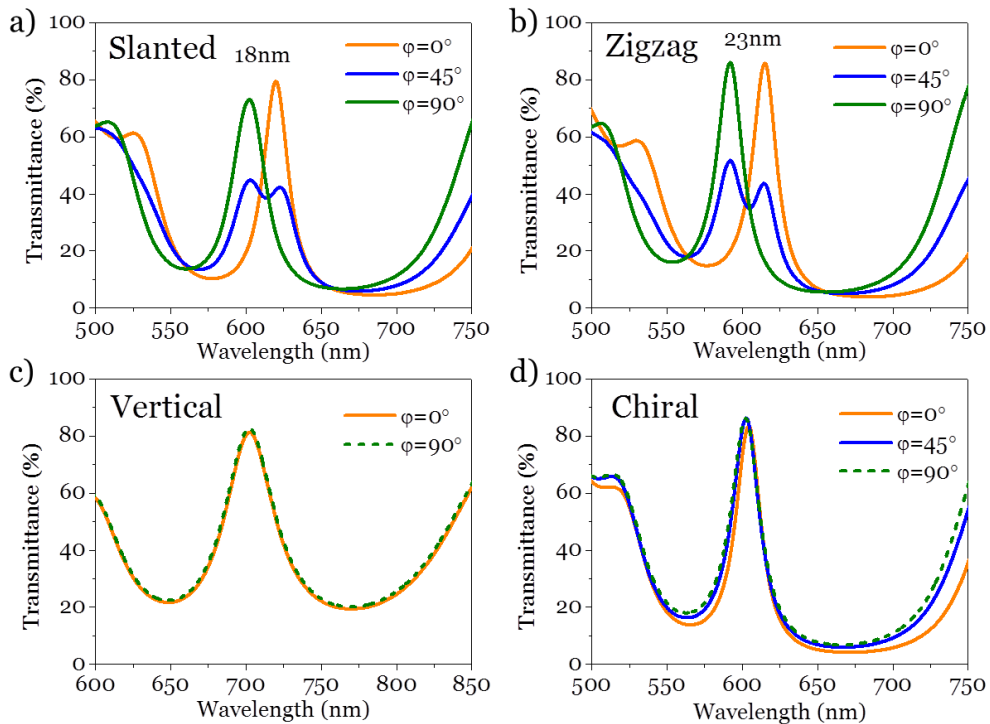 a)
Slanted
18nm
φ=0°
φ=45°
φ=90°
Transmittance (%)
100
80
60
40
20
0
500 550 600 650 700 750
Wavelength (nm)
b)
Zigzag
23nm
φ=0°
φ=45°
φ=90°
Transmittance (%)
100
80
60
40
20
0
500 550 600 650 700 750
Wavelength (nm)
c)
Vertical
φ=0°
φ=90°
Transmittance (%)
100
80
60
40
20
0
600 650 700 750 800 850
Wavelength (nm)
d)
Chiral
φ=0°
φ=45°
φ=90°
Transmittance (%)
100
80
60
40
20
0
500 550 600 650 700 750
Wavelength (nm)